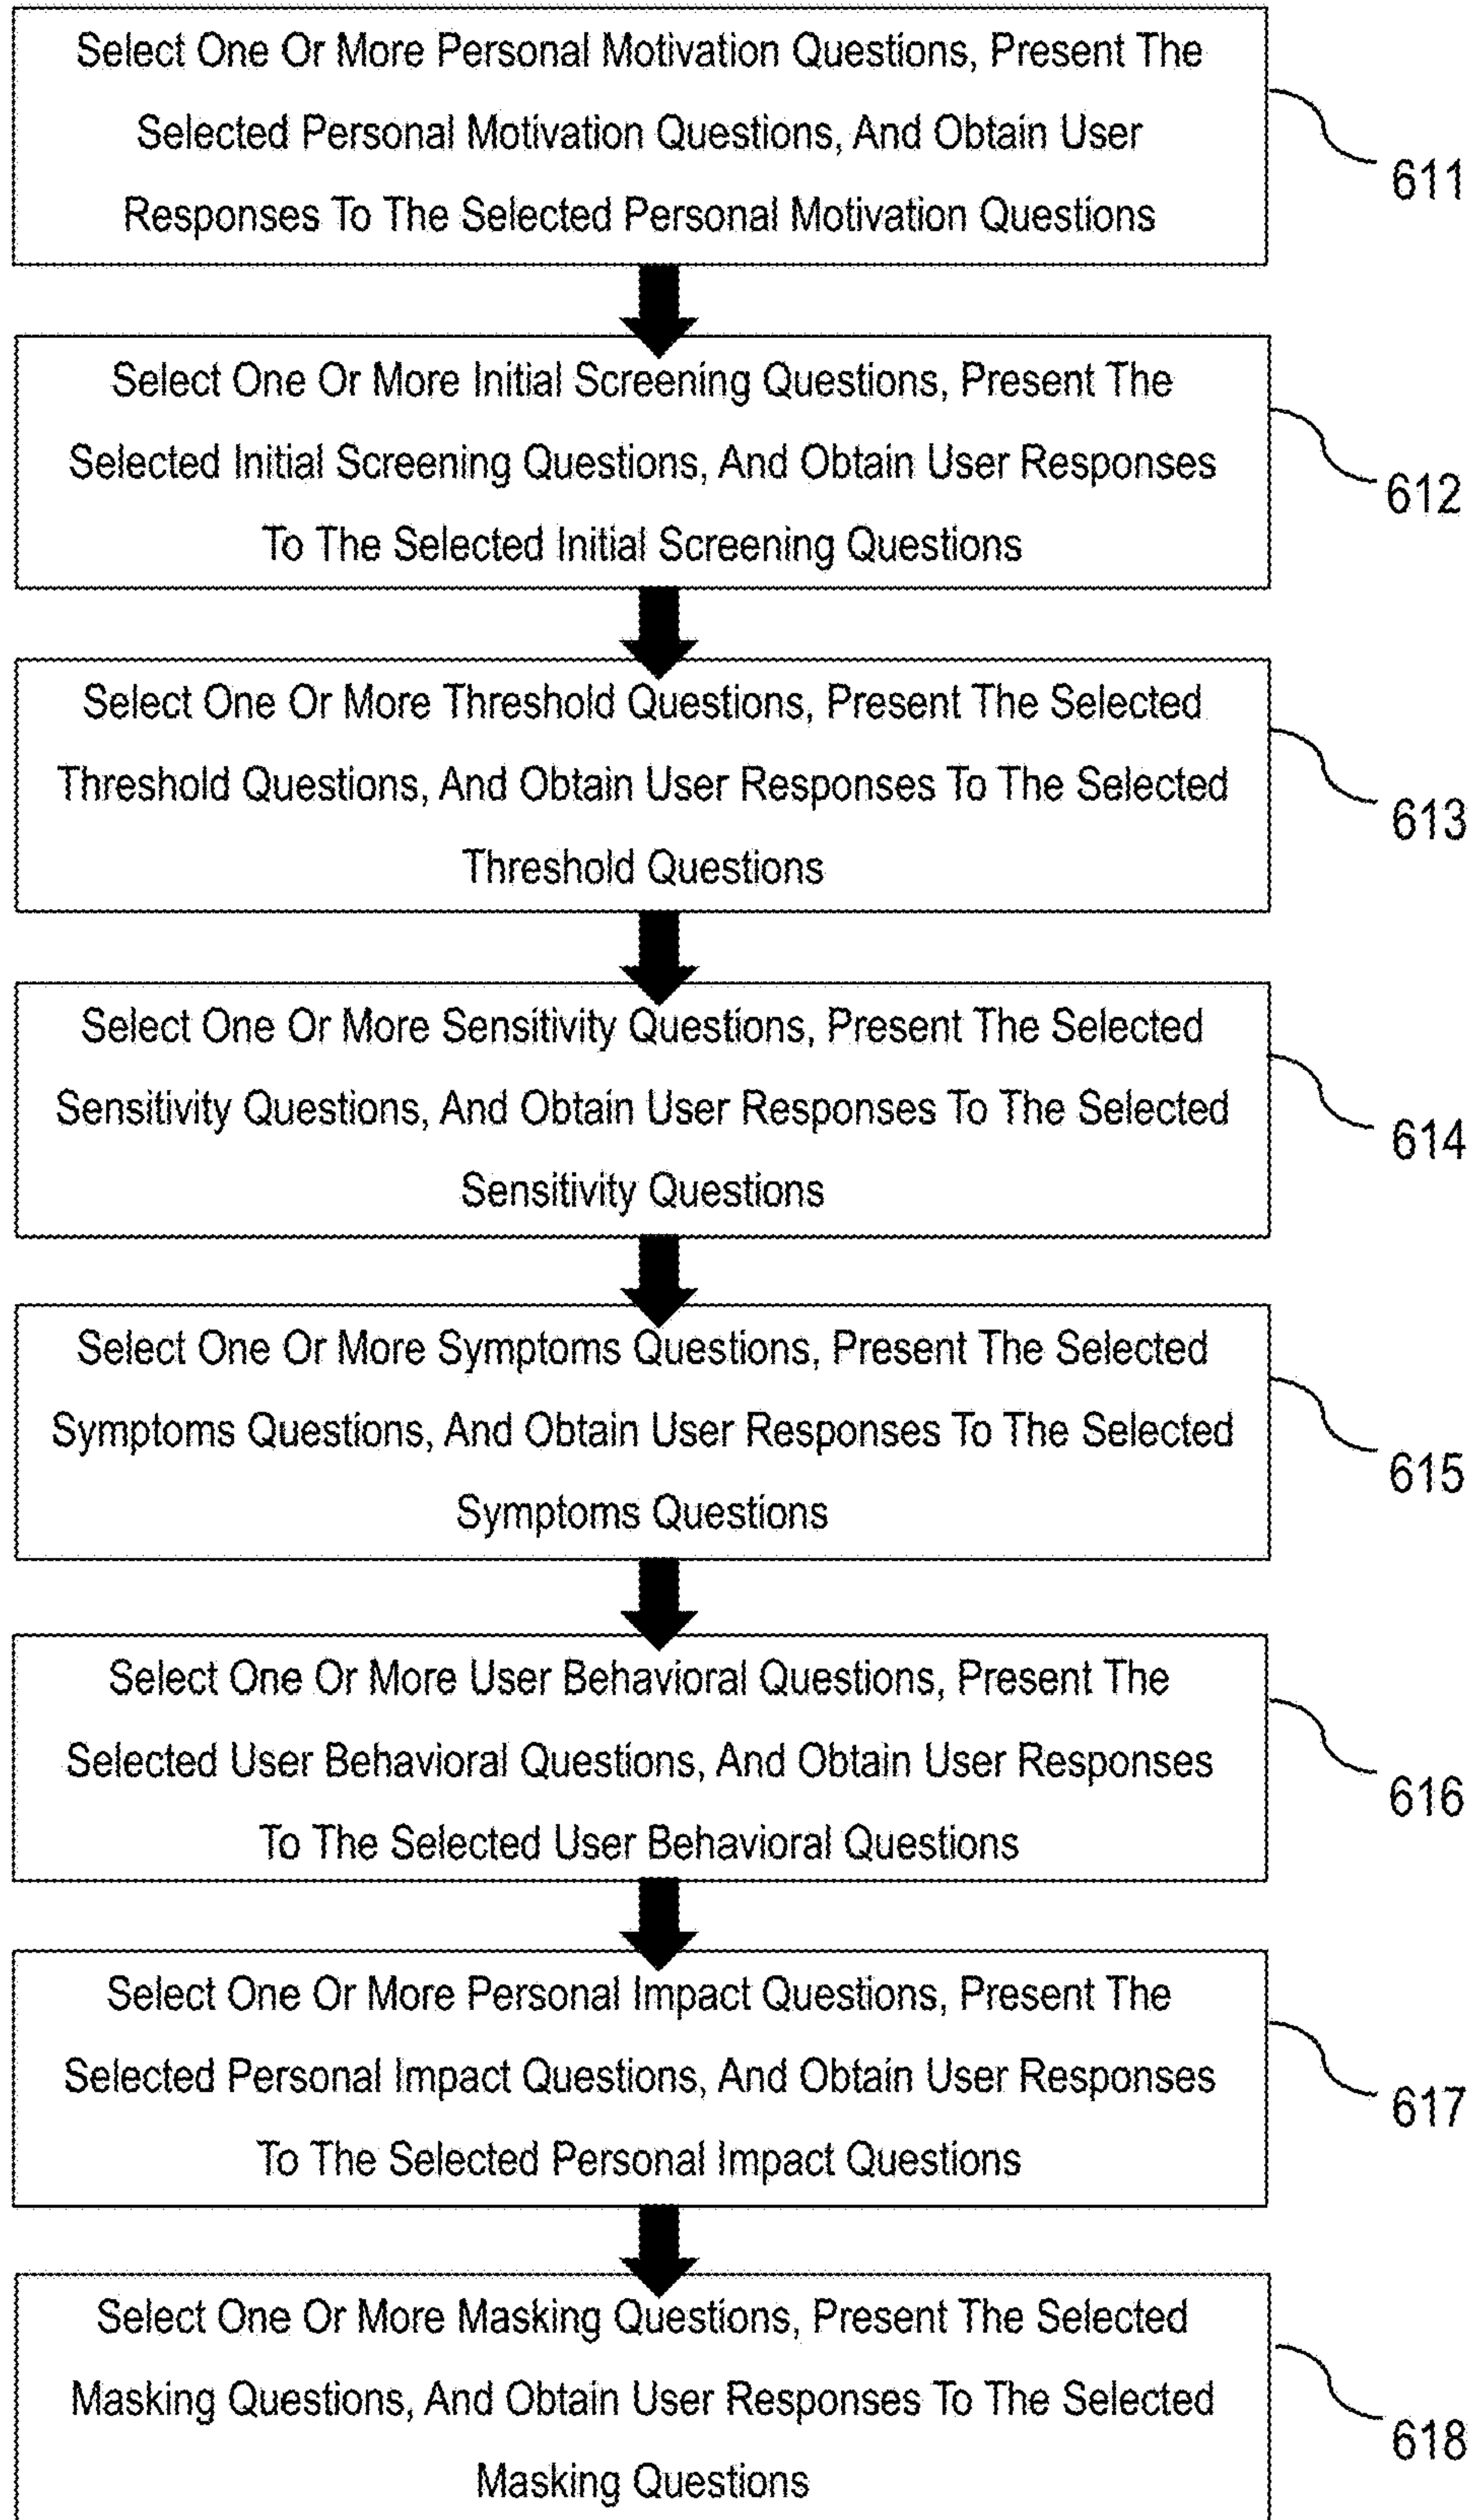 Select One Or More Personal Motivation Questions, Present The
Selected Personal Motivation Questions, And Obtain User
Responses To The Selected Personal Motivation Questions
611
Select One Or More Initial Screening Questions, Present The
Selected Initial Screening Questions, And Obtain User Responses
To The Selected Initial Screening Questions
612
Select One Or More Threshold Questions, Present The Selected
Threshold Questions, And Obtain User Responses To The Selected
Threshold Questions
613
Select One Or More Sensitivity Questions, Present The Selected
Sensitivity Questions, And Obtain User Responses To The Selected
Sensitivity Questions
614
Select One Or More Symptoms Questions, Present The Selected
Symptoms Questions, And Obtain User Responses To The Selected
Symptoms Questions
615
Select One Or More User Behavioral Questions, Present The
Selected User Behavioral Questions, And Obtain User Responses
To The Selected User Behavioral Questions
616
Select One Or More Personal Impact Questions, Present The
Selected Personal Impact Questions, And Obtain User Responses
To The Selected Personal Impact Questions
617
Select One Or More Masking Questions, Present The Selected
Masking Questions, And Obtain User Responses To The Selected
Masking Questions
618